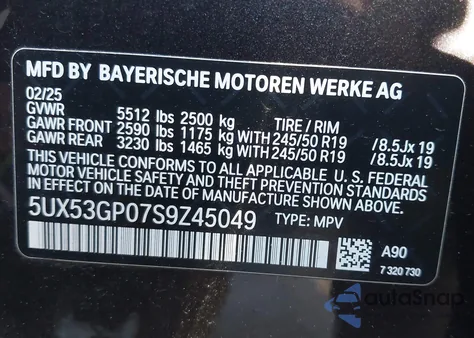 MFD BY BAYERISCHE MOTOREN WERKE AG
02/25
GVWR 5512 lbs 2500 kg TIRE / RIM
GAWR FRONT 2590 lbs 1175 kg WITH 245/50 R19 /8.5Jx 19
GAWR REAR 3230 lbs 1465 kg WITH 245/50 R19 /8.5Jx 19
THIS VEHICLE CONFORMS TO ALL APPLICABLE U. S. FEDERAL
MOTOR VEHICLE SAFETY AND THEFT PREVENTION STANDARDS
IN EFFECT ON THE DATE OF MANUFACTURE SHOWN ABOVE.
5UX53GP07S9Z45049 TYPE: MPV
A90
7 320 730
autoSnap